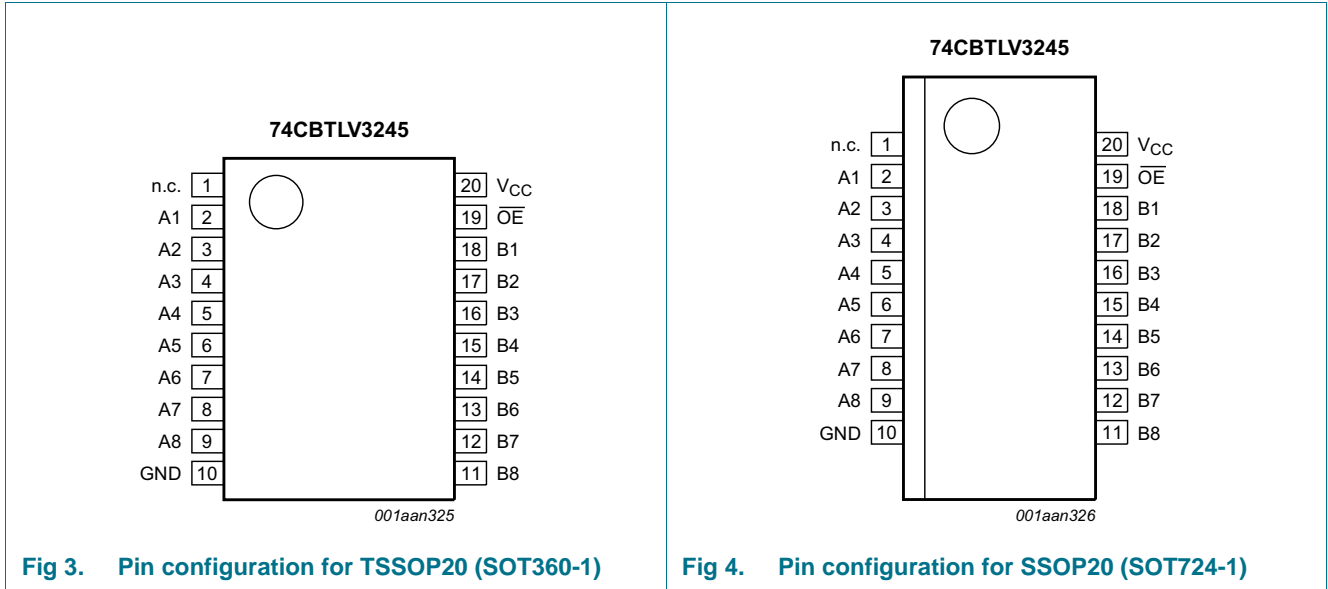 74CBTLV3245
n.c. 1 20 VCC
A1 2 19 O̅E̅
A2 3 18 B1
A3 4 17 B2
A4 5 16 B3
A5 6 15 B4
A6 7 14 B5
A7 8 13 B6
A8 9 12 B7
GND 10 11 B8
001aan325
Fig 3. Pin configuration for TSSOP20 (SOT360-1)
74CBTLV3245
n.c. 1 20 VCC
A1 2 19 O̅E̅
A2 3 18 B1
A3 4 17 B2
A4 5 16 B3
A5 6 15 B4
A6 7 14 B5
A7 8 13 B6
A8 9 12 B7
GND 10 11 B8
001aan326
Fig 4. Pin configuration for SSOP20 (SOT724-1)